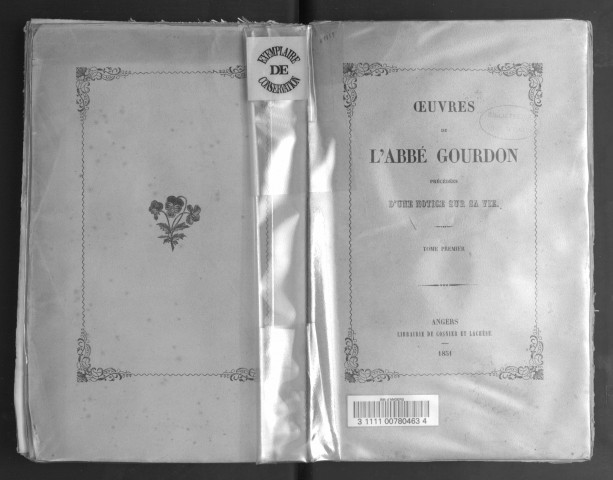 EXEMPLAIRE
DE
CONSERVATION
ŒUVRES
DE
L'ABBÉ GOURDON
PRÉCÉDÉES
D'UNE NOTICE SUR SA VIE.
TOME PREMIER
ANGERS
LIBRAIRIE DE COSNIER ET LACHÈSE
1851
3 1111 00780463 4